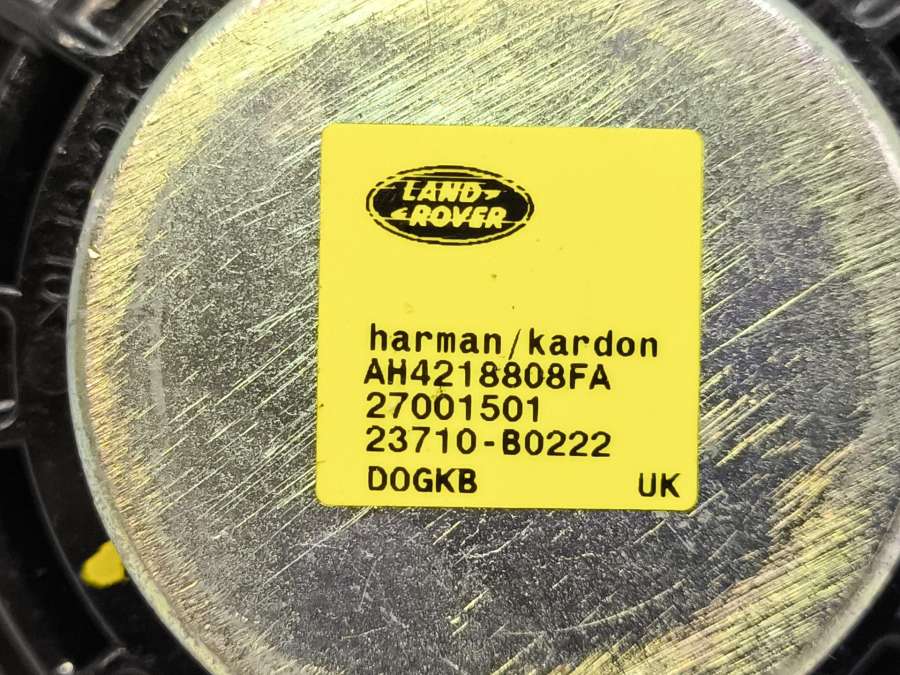 LAND
ROVER
harman/kardon
AH4218808FA
27001501
23710-B0222
D0GKB UK